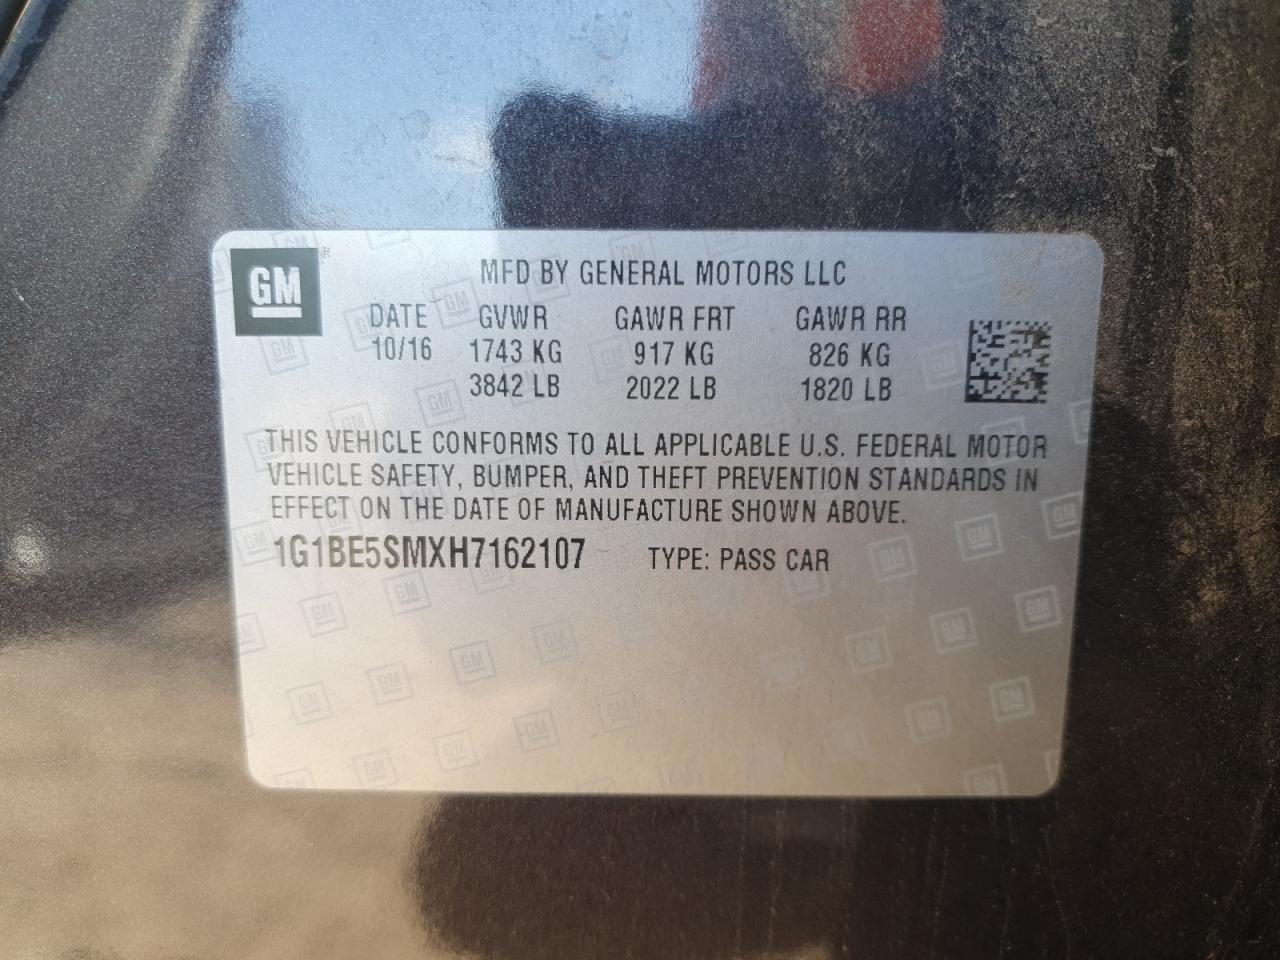 GM
MFD BY GENERAL MOTORS LLC
DATE GVWR GAWR FRT GAWR RR
10/16 1743 KG 917 KG 826 KG
3842 LB 2022 LB 1820 LB
THIS VEHICLE CONFORMS TO ALL APPLICABLE U.S. FEDERAL MOTOR
VEHICLE SAFETY, BUMPER, AND THEFT PREVENTION STANDARDS IN
EFFECT ON THE DATE OF MANUFACTURE SHOWN ABOVE.
1G1BE5SMXH7162107 TYPE: PASS CAR